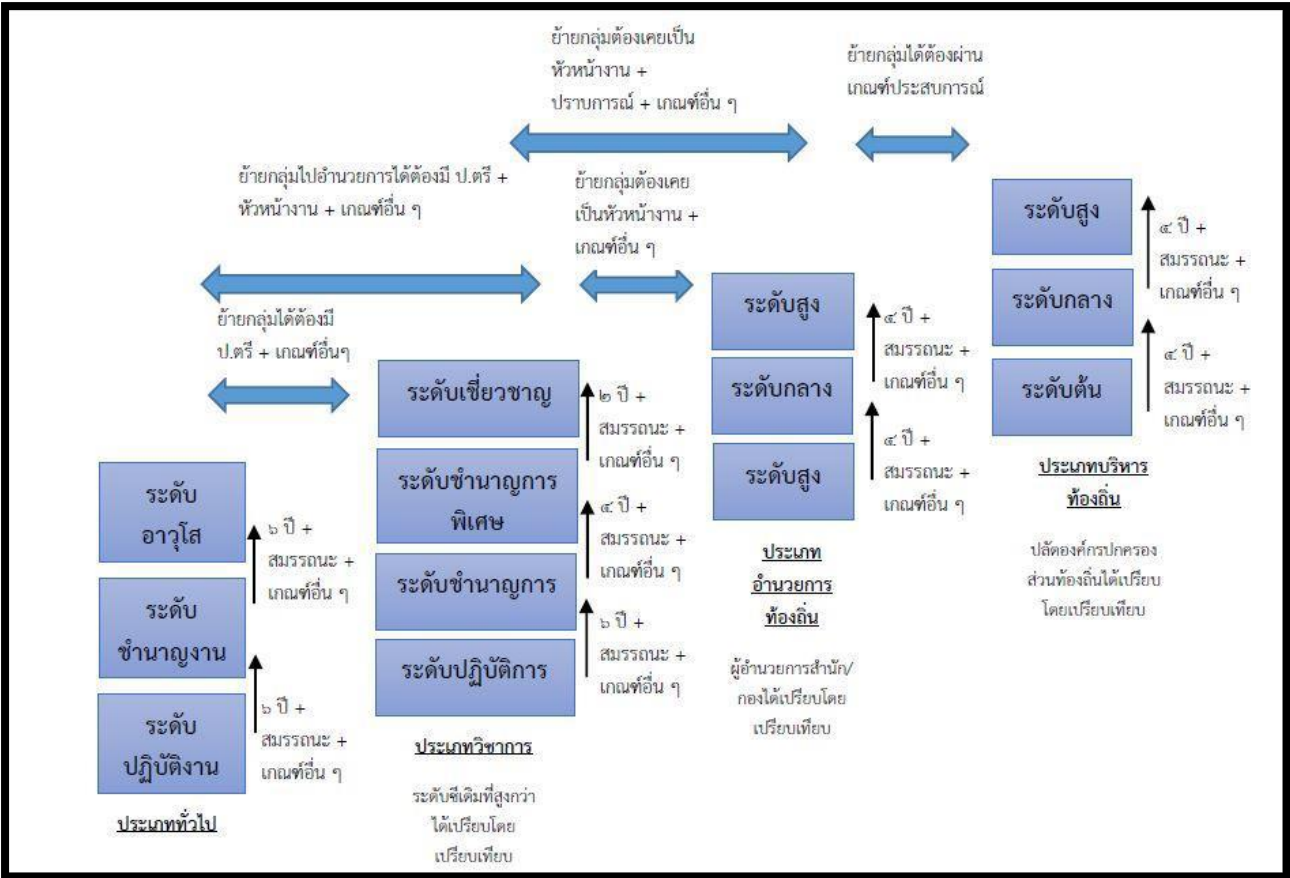 ย้ายกลุ่มต้องเคยเป็น
หัวหน้างาน +
ปราบการณ์ + เกณฑ์อื่น ๆ
ย้ายกลุ่มได้ต้องผ่าน
เกณฑ์ประสบการณ์
ย้ายกลุ่มไปอำนวยการได้ต้องมี ป.ตรี +
หัวหน้างาน + เกณฑ์อื่น ๆ
ย้ายกลุ่มต้องเคย
เป็นหัวหน้างาน +
เกณฑ์อื่น ๆ
ย้ายกลุ่มได้ต้องมี
ป.ตรี + เกณฑ์อื่นๆ
ระดับ
อาวุโส
๖ ปี +
สมรรถนะ +
เกณฑ์อื่น ๆ
ระดับ
ชำนาญงาน
๖ ปี +
สมรรถนะ +
เกณฑ์อื่น ๆ
ระดับ
ปฏิบัติงาน
ประเภททั่วไป
ระดับเชี่ยวชาญ
๒ ปี +
สมรรถนะ +
เกณฑ์อื่น ๆ
ระดับชำนาญการ
พิเศษ
๔ ปี +
สมรรถนะ +
เกณฑ์อื่น ๆ
ระดับชำนาญการ
๖ ปี +
สมรรถนะ +
เกณฑ์อื่น ๆ
ระดับปฏิบัติการ
ประเภทวิชาการ
ระดับซีเดิมที่สูงกว่า
ได้เปรียบโดย
เปรียบเทียบ
ระดับสูง
๔ ปี +
สมรรถนะ +
เกณฑ์อื่น ๆ
ระดับกลาง
๔ ปี +
สมรรถนะ +
เกณฑ์อื่น ๆ
ระดับสูง
ประเภท
อำนวยการ
ท้องถิ่น
ผู้อำนวยการสำนัก/
กองได้เปรียบโดย
เปรียบเทียบ
ระดับสูง
๔ ปี +
สมรรถนะ +
เกณฑ์อื่น ๆ
ระดับกลาง
๔ ปี +
สมรรถนะ +
เกณฑ์อื่น ๆ
ระดับต้น
ประเภทบริหาร
ท้องถิ่น
ปลัดองค์กรปกครอง
ส่วนท้องถิ่นได้เปรียบ
โดยเปรียบเทียบ